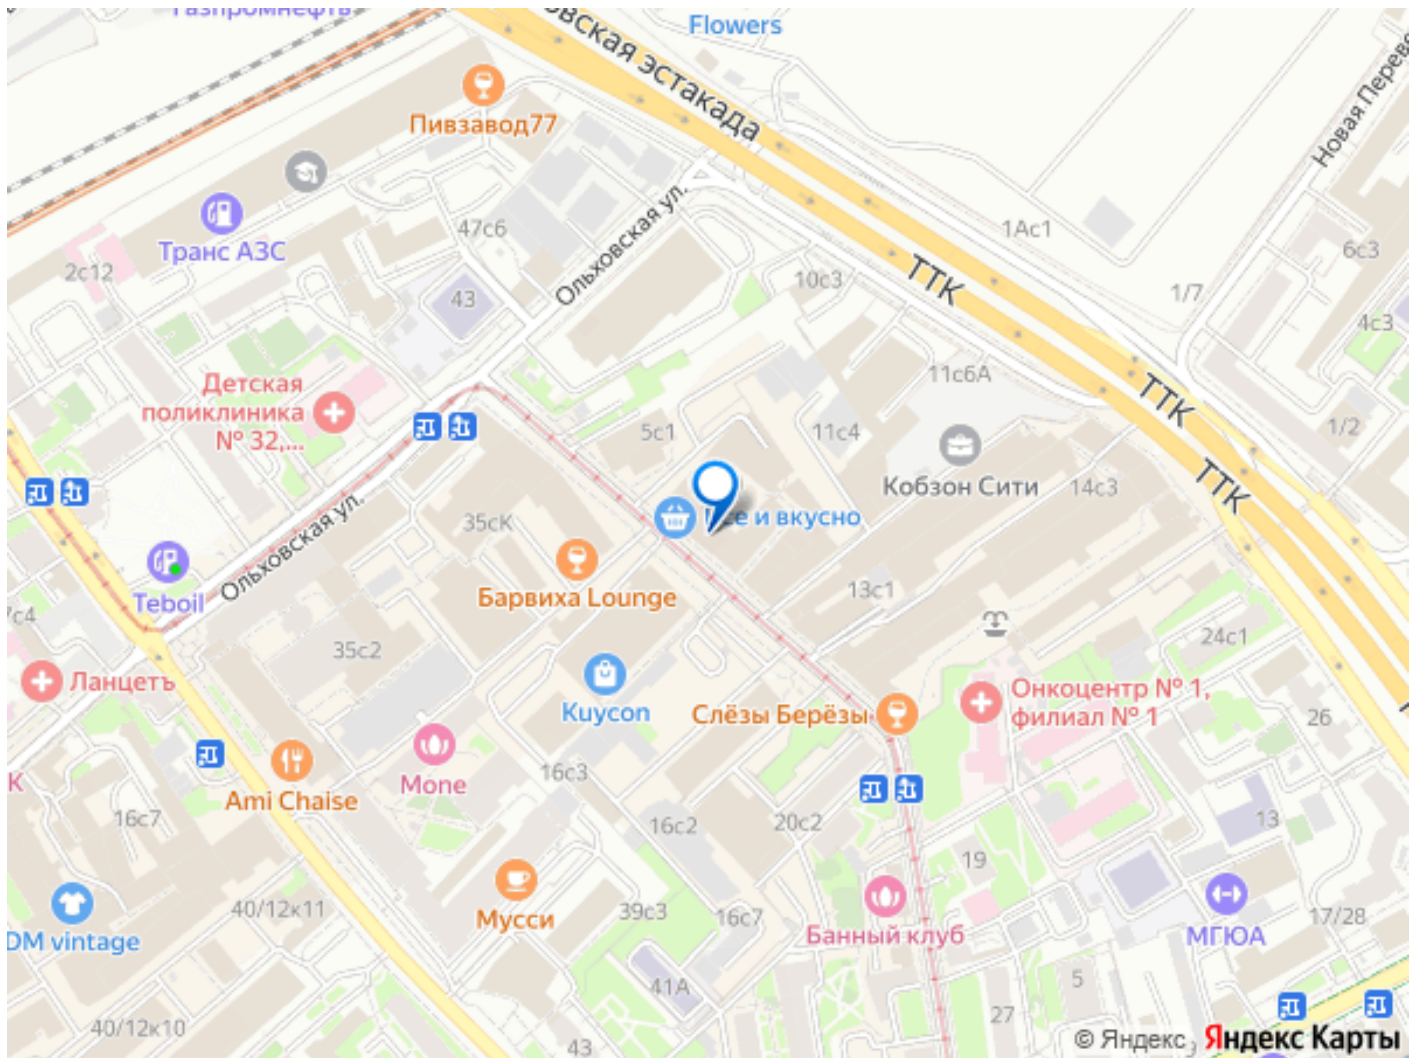 Flowers
Пивзавод77
эстакада
Новая
1Ас1
47с6
Ольховская ул.
Транс АЗС
6с3
2с12
ТТК
10с3
43
1/7
4с3
Детская
поликлиника
№ 32,...
11с6А
ТТК
5с1
11с4
1/2
Кобзон Сити
14с3
ТТК
35сК
и вкусно
Ольховская ул.
Барвиха Lounge
13с1
Teboil
24с1
35с2
Ланцетъ
Онкоцентр № 1,
филиал № 1
Kuycon
Слёзы Берёзы
26
Mone
16с3
Ami Chaise
16с7
16с2
20с2
13
19
40/12к11
Мусси
39с3
16с7
17/28
DM vintage
Банный клуб
МГЮА
41А
5
40/12к10
27
43
© Яндекс, Яндекс Карты